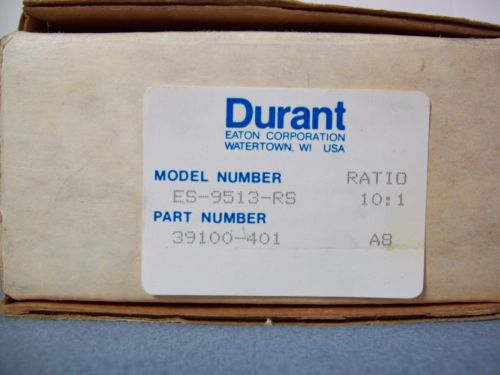 Durant
EATON CORPORATION
WATERTOWN, WI USA
MODEL NUMBER RATIO
ES-9513-RS 10:1
PART NUMBER
39100-401 A8